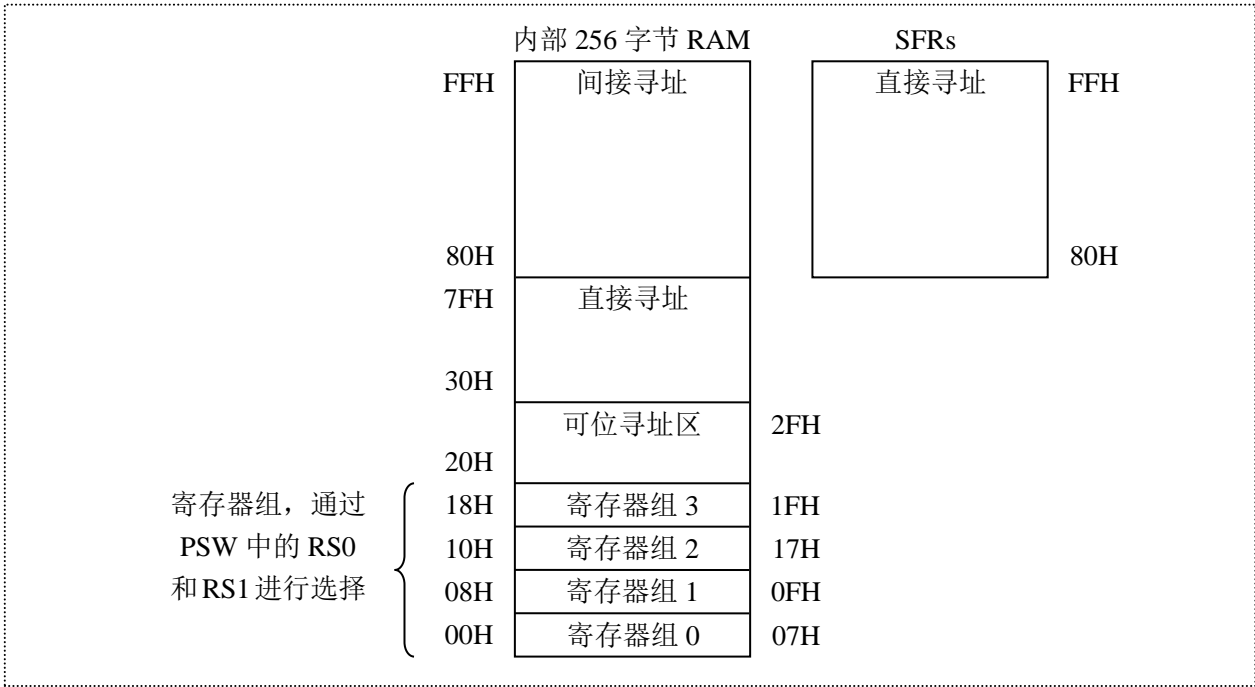 内部 256 字节 RAM SFRs
FFH 间接寻址 直接寻址 FFH
80H 80H
7FH 直接寻址
30H
可位寻址区 2FH
20H
寄存器组，通过 18H 寄存器组 3 1FH
PSW 中的 RS0 10H 寄存器组 2 17H
和 RS1 进行选择 08H 寄存器组 1 0FH
00H 寄存器组 0 07H